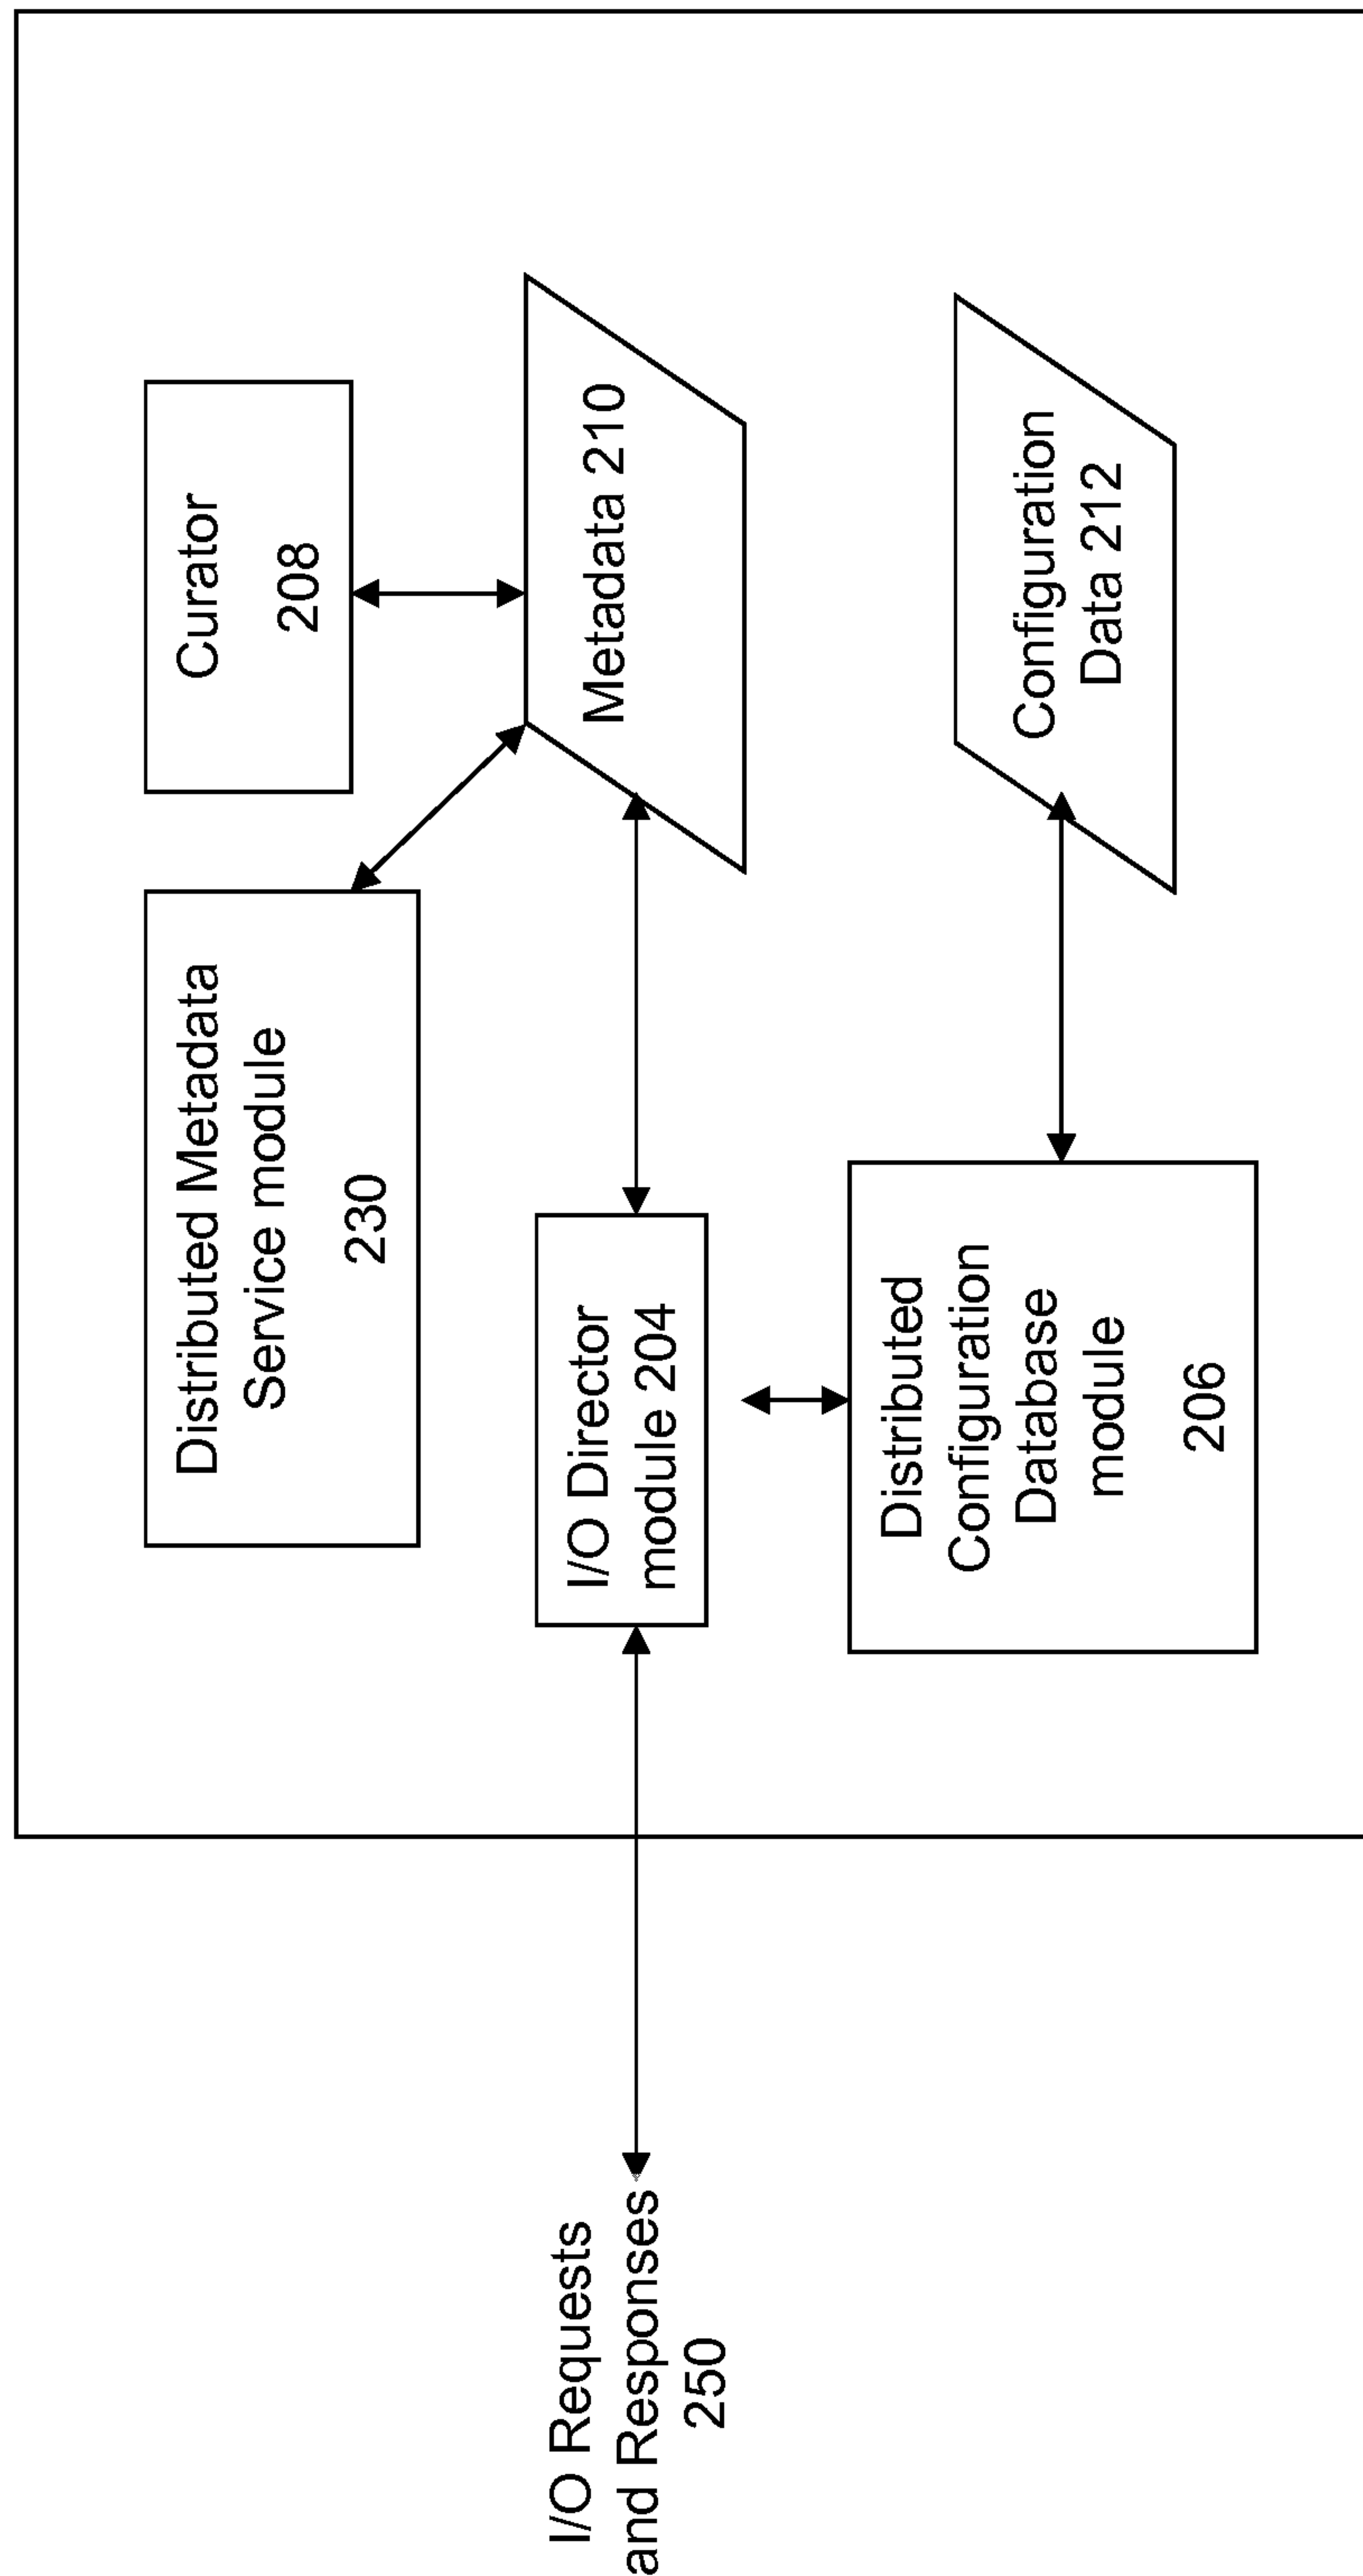 Distributed Metadata
Service module
230
Curator
208
I/O Requests
and Responses
250
I/O Director
module 204
Metadata 210
Distributed
Configuration
Database
module
206
Configuration
Data 212